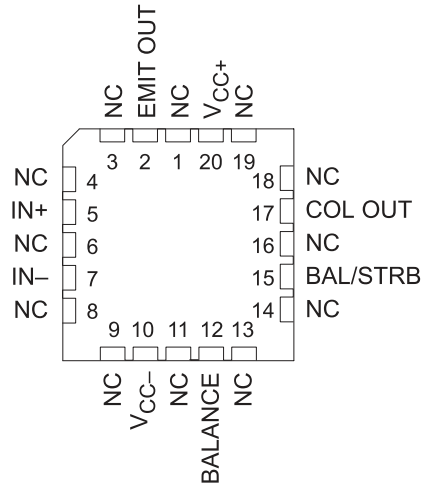 NC
EMIT OUT
NC
VCC+
NC
3 2 1 20 19
NC 4 18 NC
IN+ 5 17 COL OUT
NC 6 16 NC
IN– 7 15 BAL/STRB
NC 8 14 NC
9 10 11 12 13
NC
VCC–
NC
BALANCE
NC